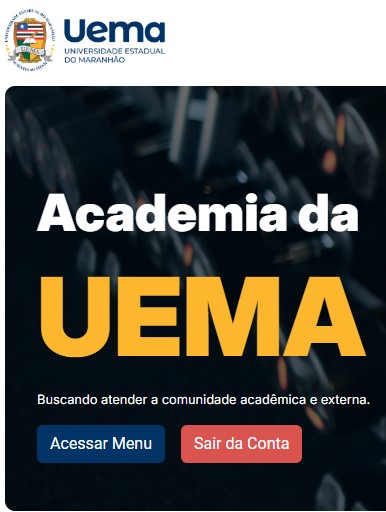 Uema
UNIVERSIDADE ESTADUAL
DO MARANHÃO
Academia da
UEMA
Buscando atender a comunidade acadêmica e externa.
Acessar Menu
Sair da Conta